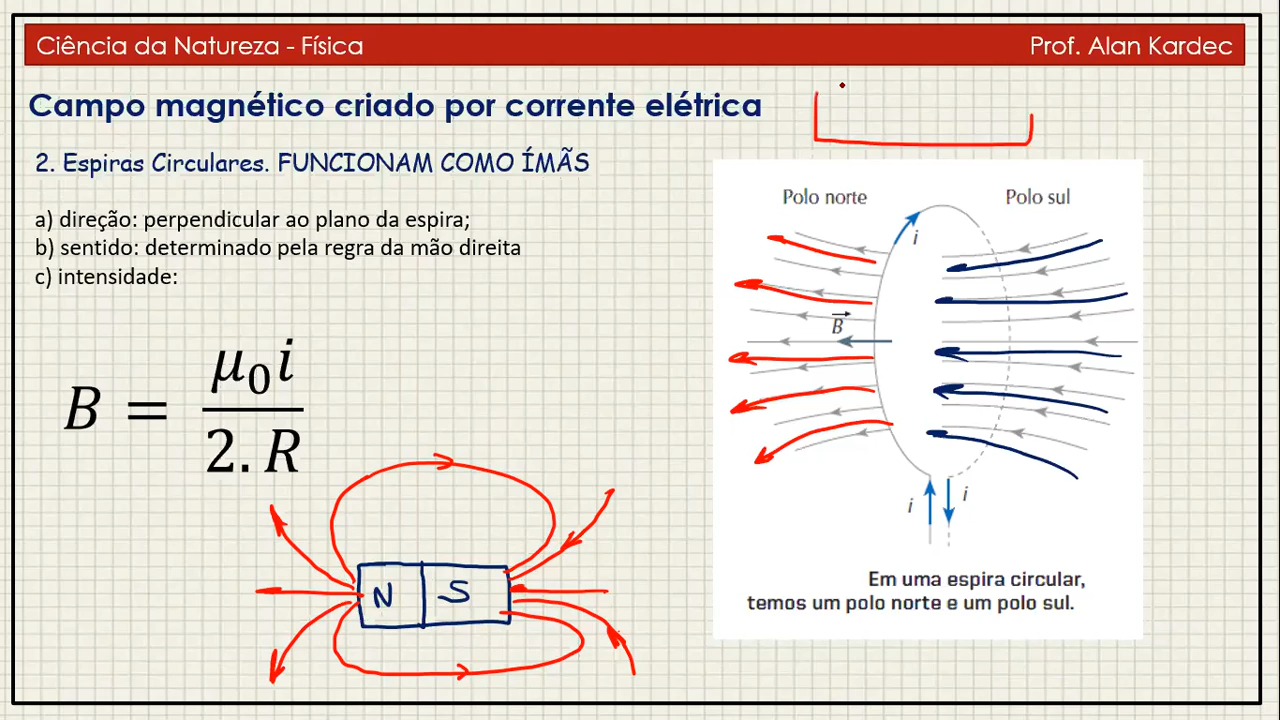 Ciência da Natureza - Física
Prof. Alan Kardec
Campo magnético criado por corrente elétrica
2. Espiras Circulares. FUNCIONAM COMO ÍMÃS
a) direção: perpendicular ao plano da espira;
b) sentido: determinado pela regra da mão direita
c) intensidade:
B = μ₀i / 2.R
N S
Polo norte
Polo sul
i
B⃗
i
i
Em uma espira circular,
temos um polo norte e um polo sul.